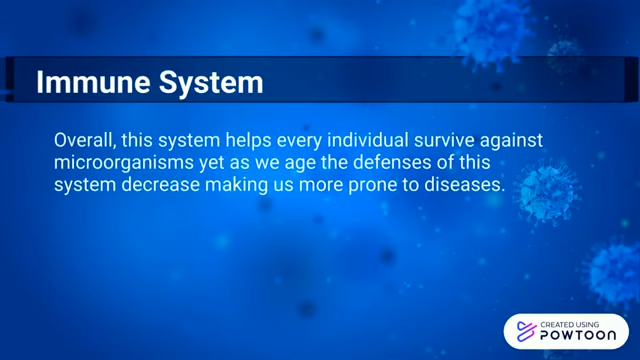 Immune System
Overall, this system helps every individual survive against
microorganisms yet as we age the defenses of this
system decrease making us more prone to diseases.
CREATED USING
POWTOON